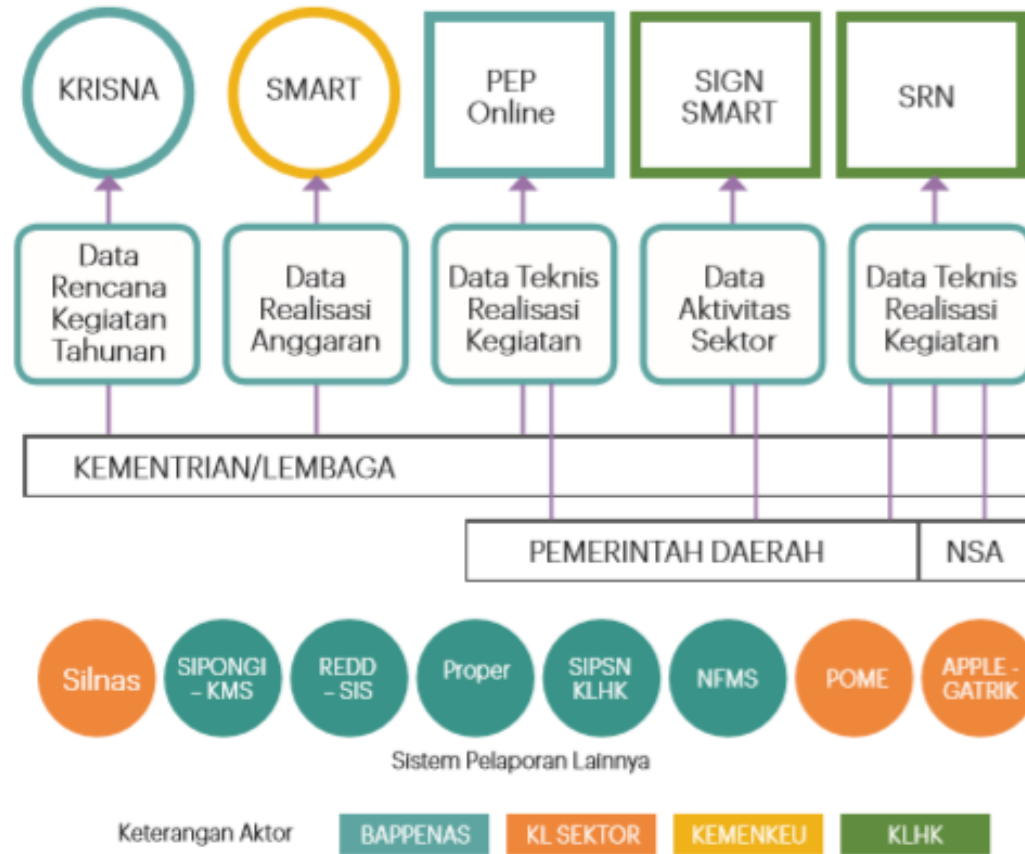 KRISNA
SMART
PEP
Online
SIGN
SMART
SRN
Data
Rencana
Kegiatan
Tahunan
Data
Realisasi
Anggaran
Data Teknis
Realisasi
Kegiatan
Data
Aktivitas
Sektor
Data Teknis
Realisasi
Kegiatan
KEMENTRIAN/LEMBAGA
PEMERINTAH DAERAH
NSA
Silnas
SIPONGI
– KMS
REDD
– SIS
Proper
SIPSN
KLHK
NFMS
POME
APPLE -
GATRIK
Sistem Pelaporan Lainnya
Keterangan Aktor
BAPPENAS
KL SEKTOR
KEMENKEU
KLHK